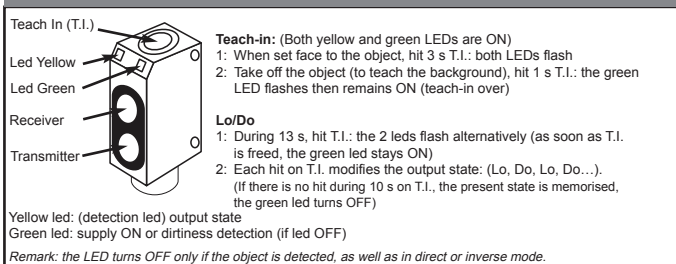 Teach In (T.I.)
Led Yellow
Led Green
Receiver
Transmitter
Teach-in: (Both yellow and green LEDs are ON)
1: When set face to the object, hit 3 s T.I.: both LEDs flash
2: Take off the object (to teach the background), hit 1 s T.I.: the green
LED flashes then remains ON (teach-in over)
Lo/Do
1: During 13 s, hit T.I.: the 2 leds flash alternatively (as soon as T.I.
is freed, the green led stays ON)
2: Each hit on T.I. modifies the output state: (Lo, Do, Lo, Do…).
(If there is no hit during 10 s on T.I., the present state is memorised,
the green led turns OFF)
Yellow led: (detection led) output state
Green led: supply ON or dirtiness detection (if led OFF)
Remark: the LED turns OFF only if the object is detected, as well as in direct or inverse mode.